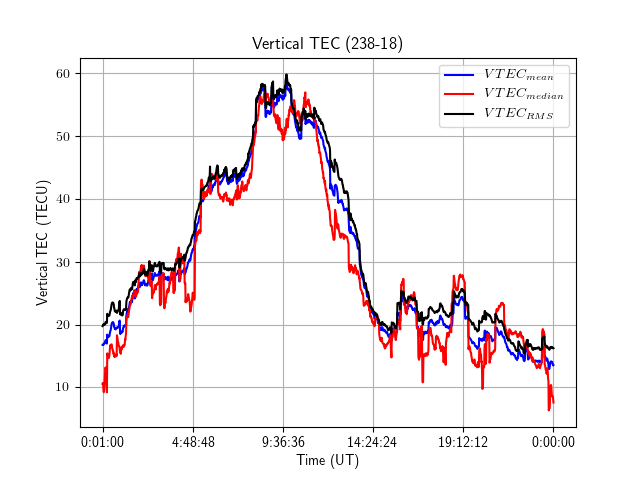 Vertical TEC (238-18)
VTEC_mean
VTEC_median
VTEC_RMS
60
50
40
30
20
10
Vertical TEC (TECU)
0:01:00 4:48:48 9:36:36 14:24:24 19:12:12 0:00:00
Time (UT)